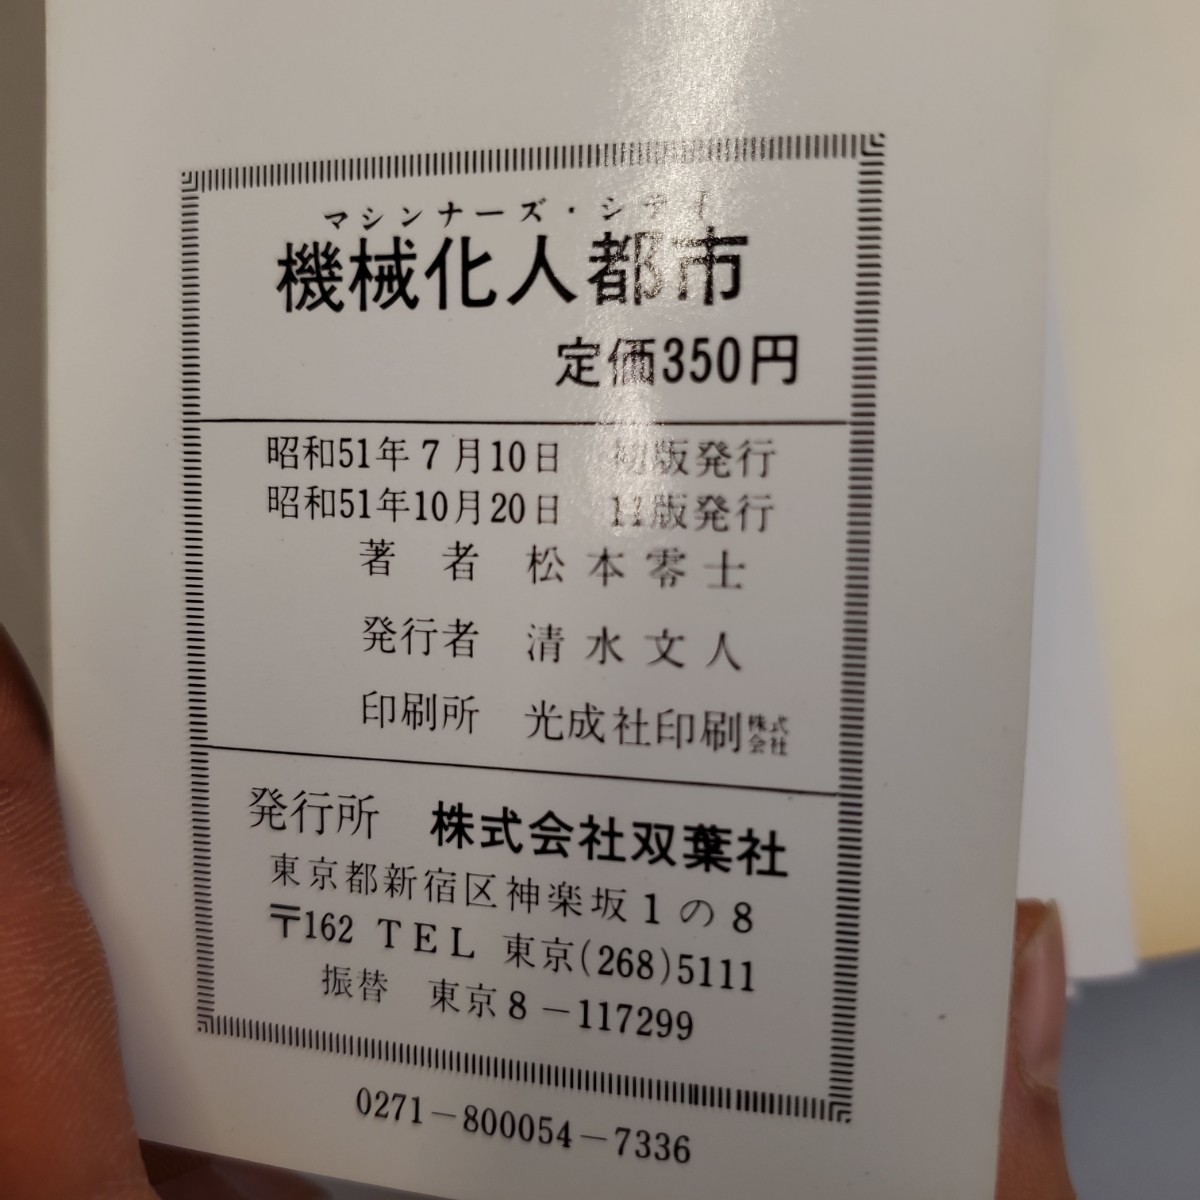 マシンナーズ・シティ
機械化人都市
定価350円
昭和51年7月10日 初版発行
昭和51年10月20日 11版発行
著者 松本零士
発行者 清水文人
印刷所 光成社印刷株式会社
発行所 株式会社双葉社
東京都新宿区神楽坂1の8
〒162 TEL 東京(268)5111
振替 東京8－117299
0271－800054－7336